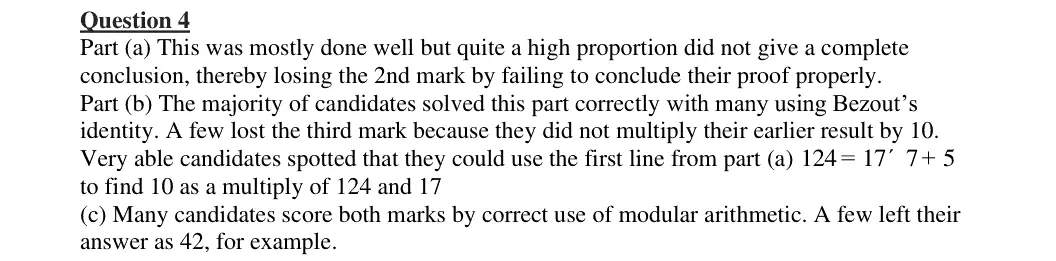 Question 4
Part (a) This was mostly done well but quite a high proportion did not give a complete
conclusion, thereby losing the 2nd mark by failing to conclude their proof properly.
Part (b) The majority of candidates solved this part correctly with many using Bezout’s
identity. A few lost the third mark because they did not multiply their earlier result by 10.
Very able candidates spotted that they could use the first line from part (a) 124= 17´ 7+ 5
to find 10 as a multiply of 124 and 17
(c) Many candidates score both marks by correct use of modular arithmetic. A few left their
answer as 42, for example.